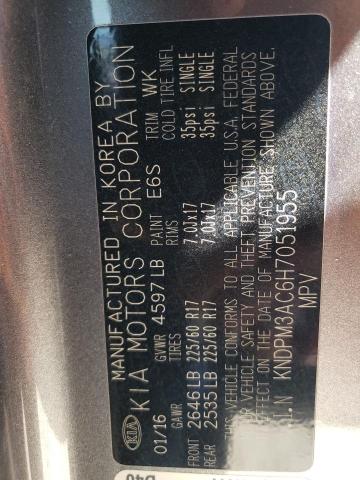 MANUFACTURED IN KOREA BY
KIA KIA MOTORS CORPORATION
01/16 GVWR 4597LB PAINT E6S TRIM WK
GAWR TIRES RIMS COLD TIRE INFL
FRONT 2646LB 225/60 R17 7.0Jx17 35psi SINGLE
REAR 2535LB 225/60 R17 7.0Jx17 35psi SINGLE
THIS VEHICLE CONFORMS TO ALL APPLICABLE U.S.A. FEDERAL
MOTOR VEHICLE SAFETY AND THEFT PREVENTION STANDARDS
IN EFFECT ON THE DATE OF MANUFACTURE SHOWN ABOVE.
V.I.N KNDPM3AC6H7051955
MPV
D40